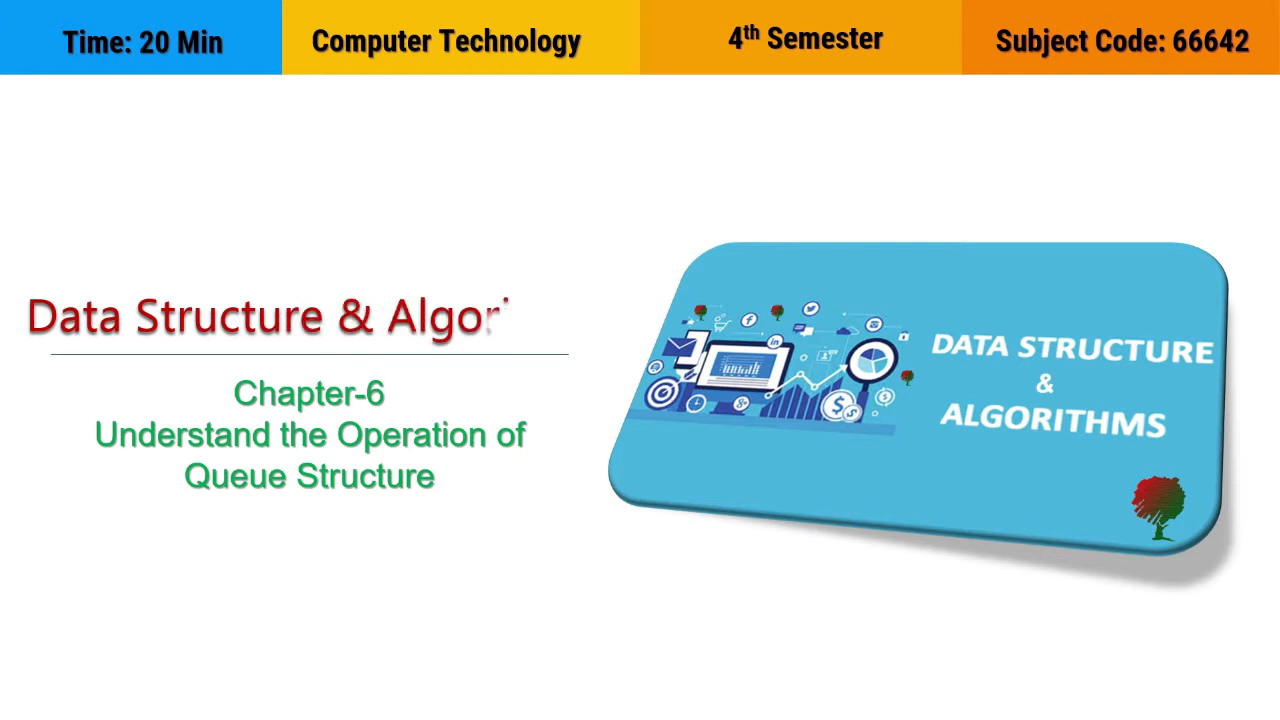 Time: 20 Min
Computer Technology
4th Semester
Subject Code: 66642
Data Structure & Algor
Chapter-6
Understand the Operation of
Queue Structure
DATA STRUCTURE
&
ALGORITHMS